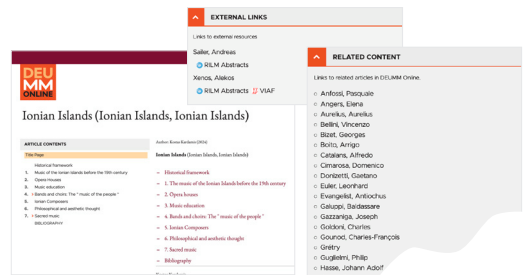 EXTERNAL LINKS
Links to external resources
Sailer, Andreas
RILM Abstracts
Xenos, Alekos
RILM Abstracts VIAF
RELATED CONTENT
Links to related articles in DEUMM Online.
Anfossi, Pasquale
Angers, Elena
Aurelius, Aurelius
Bellini, Vincenzo
Bizet, Georges
Boito, Arrigo
Catalans, Alfredo
Cimarosa, Domenico
Donizetti, Gaetano
Euler, Leonhard
Evangelist, Antiochus
Galuppi, Baldassare
Gazzaniga, Joseph
Goldoni, Charles
Gounod, Charles-François
Grétry
Guglielmi, Philip
Hasse, Johann Adolf
DEU
MM
ONLINE
Ionian Islands (Ionian Islands, Ionian Islands)
ARTICLE CONTENTS
Title Page
Historical framework
1. Music of the Ionian Islands before the 19th century
2. Opera Houses
3. Music education
4. Bands and choirs: The " music of the people "
5. Ionian Composers
6. Philosophical and aesthetic thought
7. Sacred music
BIBLIOGRAPHY
Author: Kostas Kardamis (2024)
Ionian Islands (Ionian Islands, Ionian Islands)
– Historical framework
– 1. The music of the Ionian Islands before the 19th century
– 2. Opera houses
– 3. Music education
– 4. Bands and choirs: The " music of the people "
– 5. Ionian Composers
– 6. Philosophical and aesthetic thought
– 7. Sacred music
– Bibliography